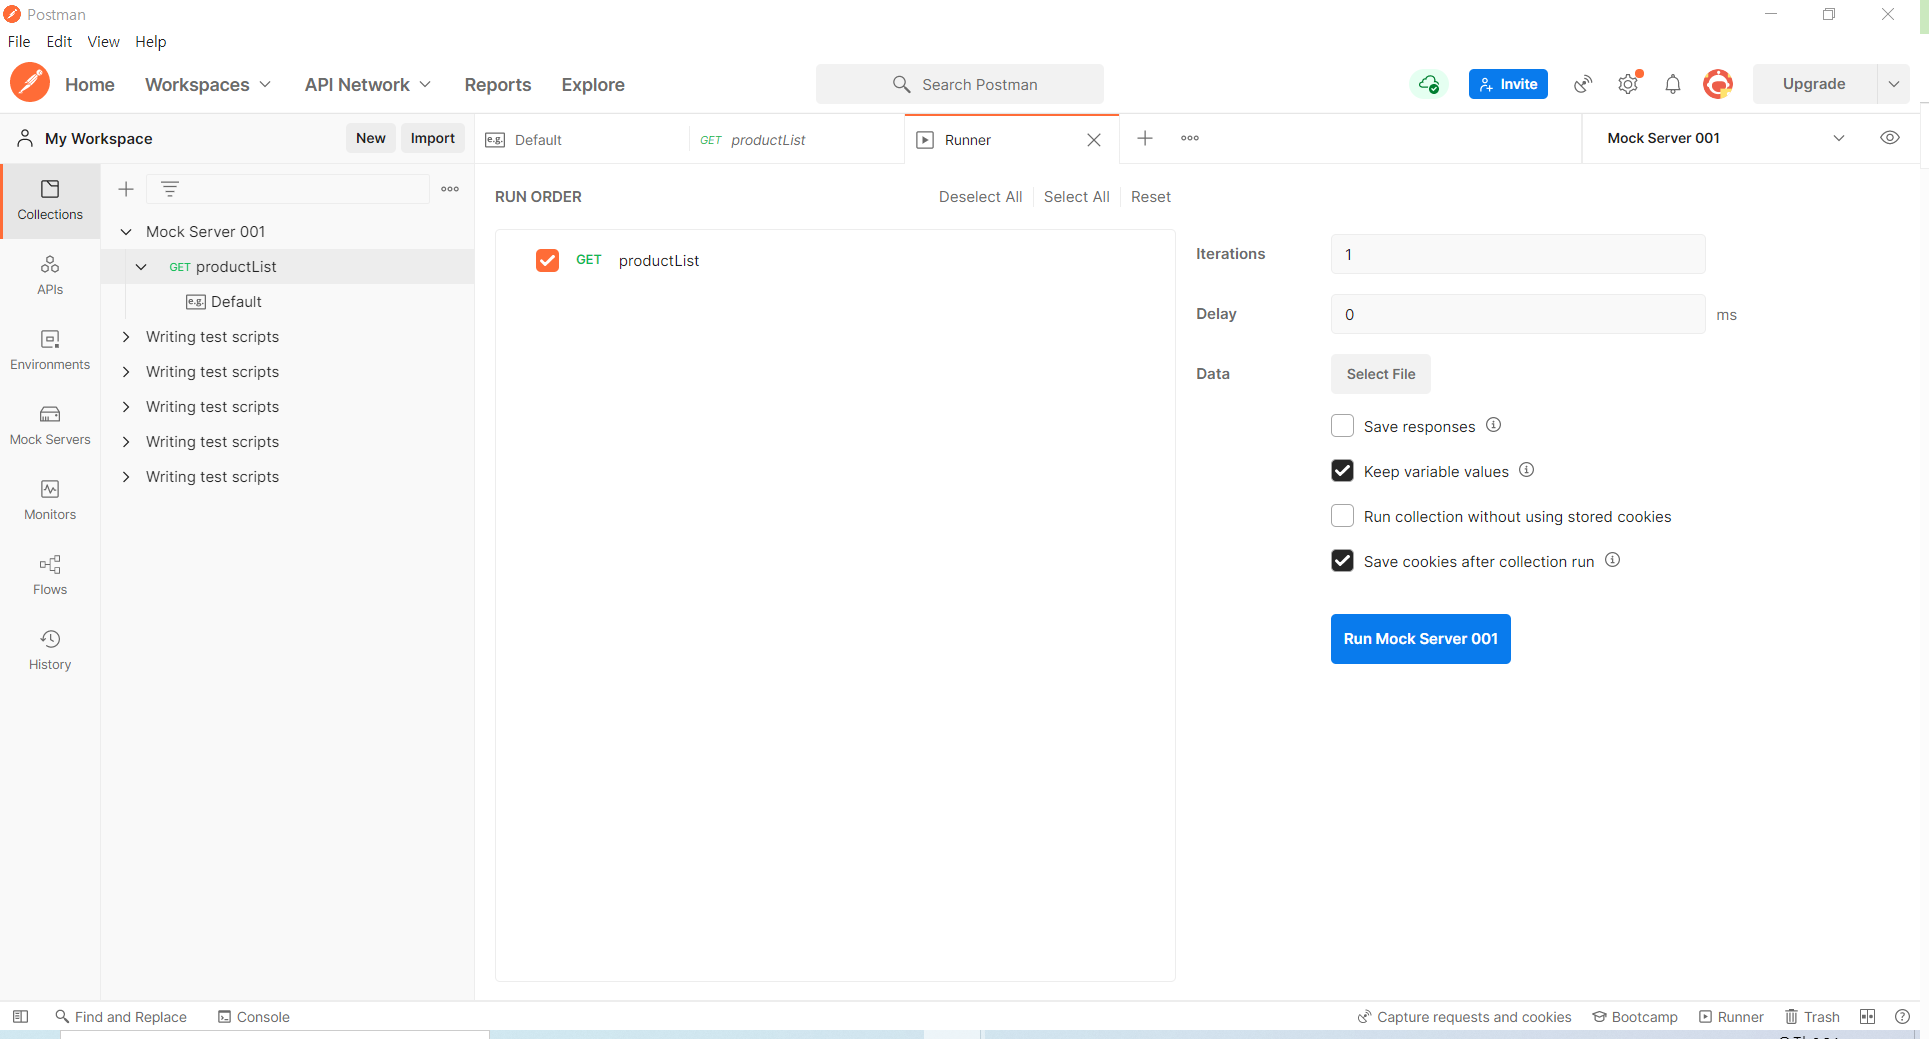 Postman
File Edit View Help
Home Workspaces API Network Reports Explore Search Postman Invite Upgrade
My Workspace New Import e.g. Default GET productList Runner Mock Server 001
Collections
APIs
Environments
Mock Servers
Monitors
Flows
History
Mock Server 001
GET productList
e.g. Default
Writing test scripts
Writing test scripts
Writing test scripts
Writing test scripts
Writing test scripts
RUN ORDER Deselect All Select All Reset
GET productList
Iterations 1
Delay 0 ms
Data Select File
Save responses
Keep variable values
Run collection without using stored cookies
Save cookies after collection run
Run Mock Server 001
Find and Replace Console Capture requests and cookies Bootcamp Runner Trash